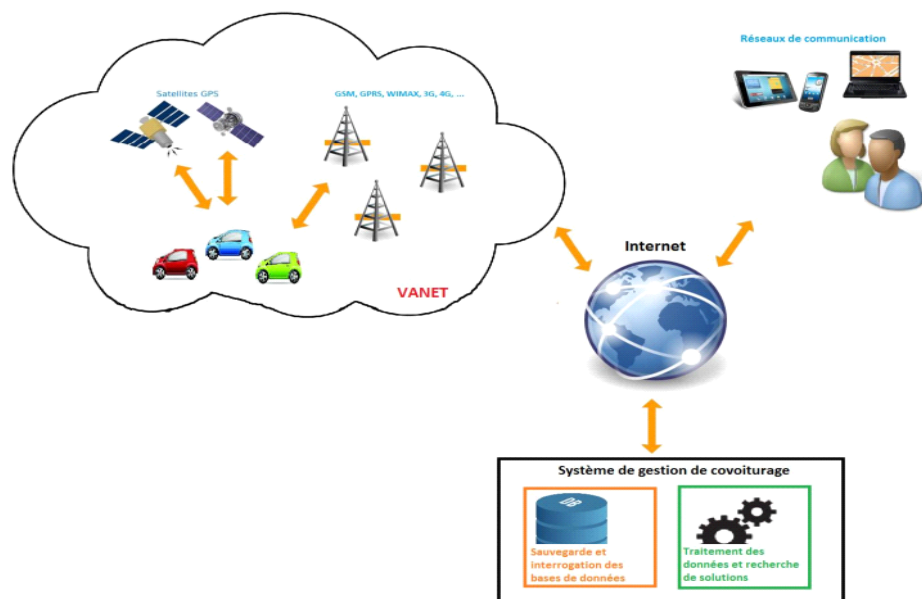 Réseaux de communication
Satellites GPS
GSM, GPRS, WIMAX, 3G, 4G, ...
VANET
Internet
Système de gestion de covoiturage
DB
Sauvegarde et
interrogation des
bases de données
Traitement des
données et recherche
de solutions